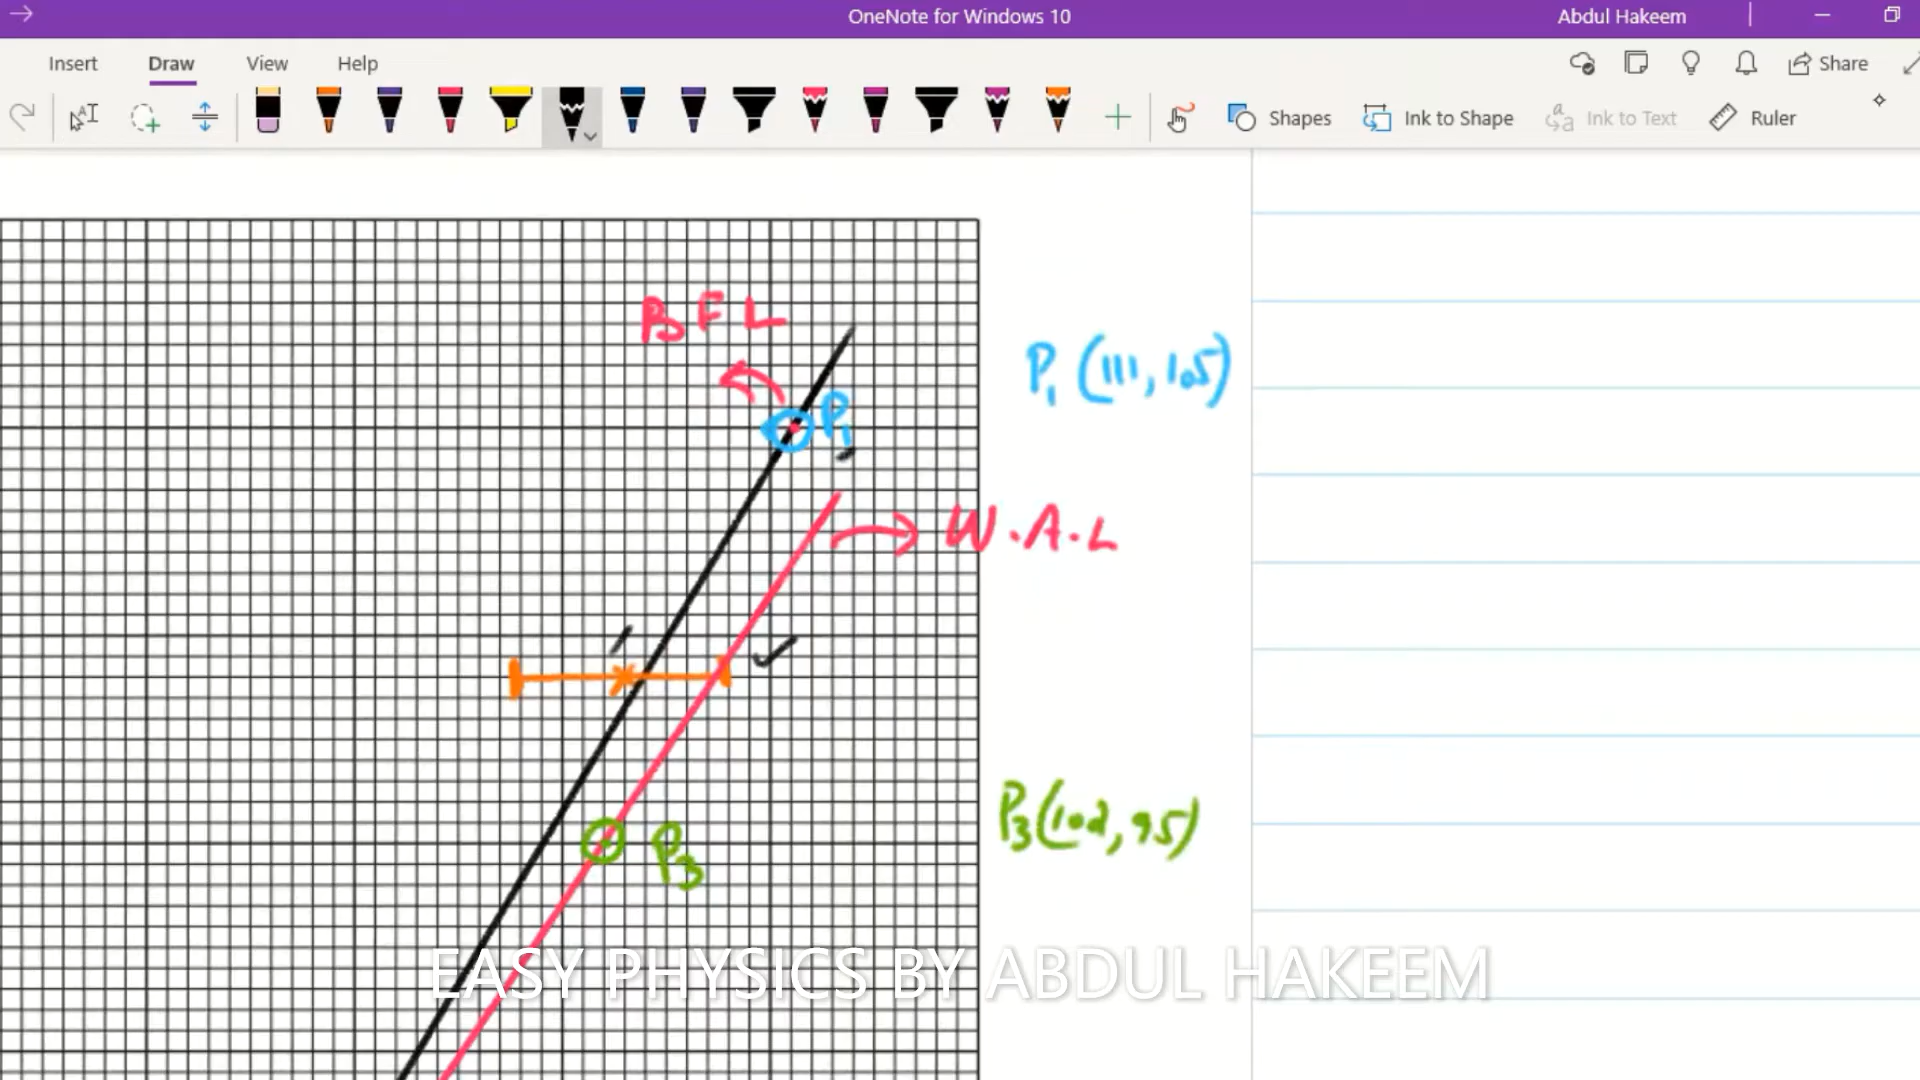 OneNote for Windows 10
Abdul Hakeem
Insert Draw View Help
Share
Shapes Ink to Shape Ink to Text Ruler
BFL
P1
P1 (111, 105)
W.A.L
P3
P3 (102, 95)
EASY PHYSICS BY ABDUL HAKEEM